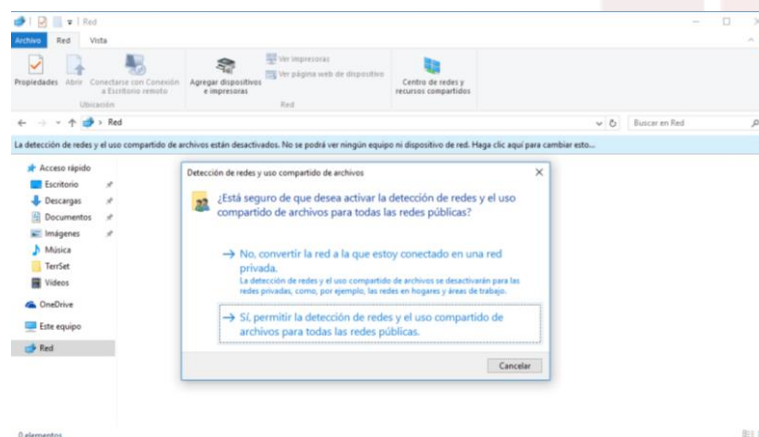 Red
Archivo Red Vista
Propiedades Abrir Conectarse con Conexión a Escritorio remoto
Agregar dispositivos e impresoras
Ver impresoras
Ver página web de dispositivo
Centro de redes y recursos compartidos
Ubicación Red
Red
Buscar en Red
La detección de redes y el uso compartido de archivos están desactivados. No se podrá ver ningún equipo ni dispositivo de red. Haga clic aquí para cambiar esto...
Acceso rápido
Escritorio
Descargas
Documentos
Imágenes
Música
TerrSet
Vídeos
OneDrive
Este equipo
Red
Detección de redes y uso compartido de archivos
¿Está seguro de que desea activar la detección de redes y el uso
compartido de archivos para todas las redes públicas?
No, convertir la red a la que estoy conectado en una red
privada.
La detección de redes y el uso compartido de archivos se desactivarán para las
redes privadas, como, por ejemplo, las redes en hogares y áreas de trabajo.
Sí, permitir la detección de redes y el uso compartido de
archivos para todas las redes públicas.
Cancelar
0 elementos